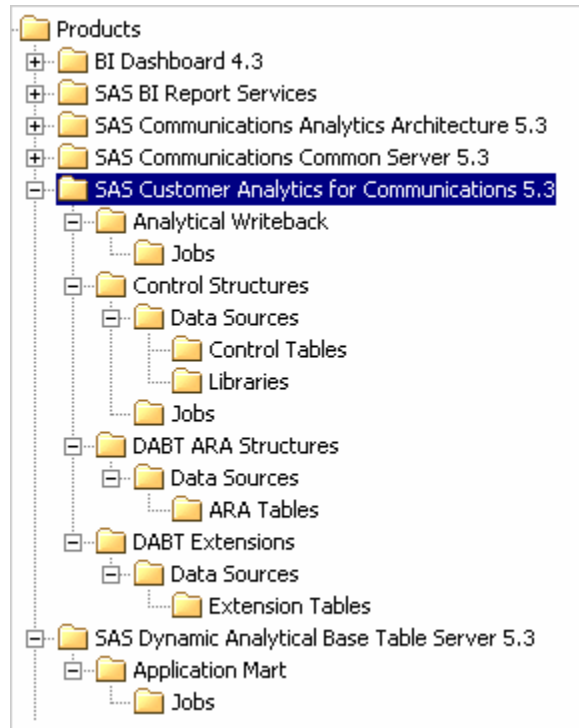 Products
BI Dashboard 4.3
SAS BI Report Services
SAS Communications Analytics Architecture 5.3
SAS Communications Common Server 5.3
SAS Customer Analytics for Communications 5.3
Analytical Writeback
Jobs
Control Structures
Data Sources
Control Tables
Libraries
Jobs
DABT ARA Structures
Data Sources
ARA Tables
DABT Extensions
Data Sources
Extension Tables
SAS Dynamic Analytical Base Table Server 5.3
Application Mart
Jobs